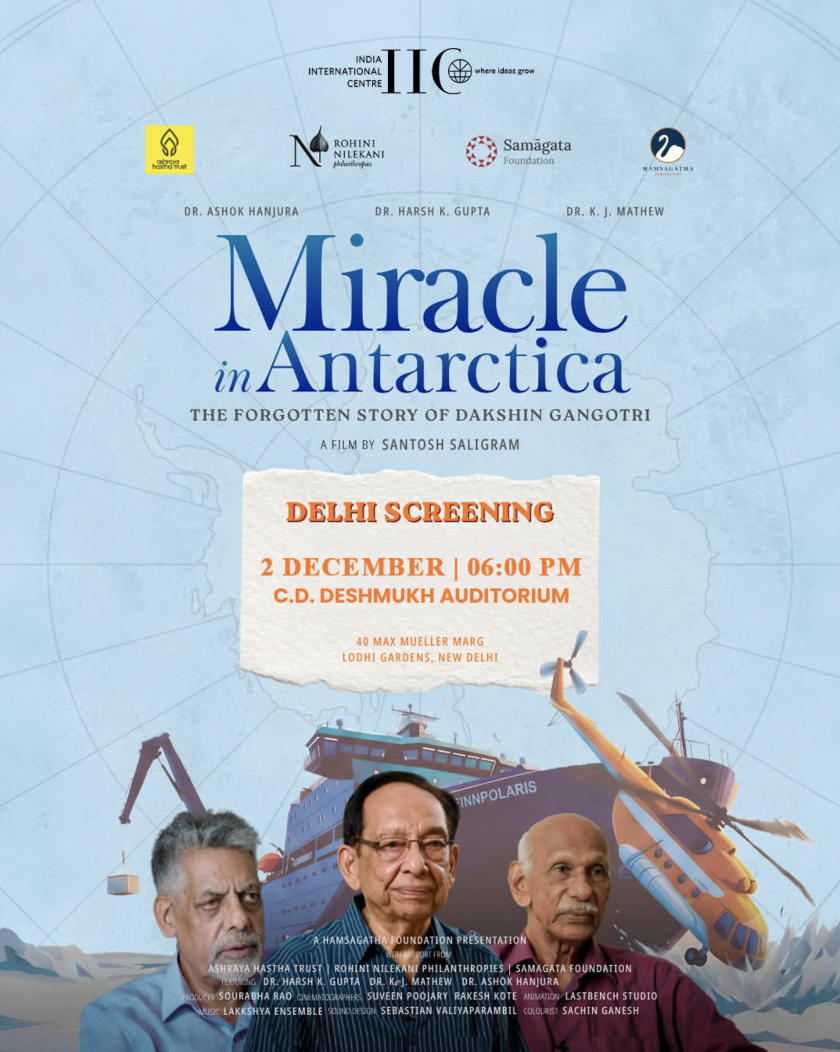 INDIA
INTERNATIONAL
CENTRE
IIC
where ideas grow
ashraya
hastha trust
N
ROHINI
NILEKANI
philanthropies
Samāgata
Foundation
HAMSAGATHA
DR. ASHOK HANJURA DR. HARSH K. GUPTA DR. K. J. MATHEW
Miracle
in Antarctica
THE FORGOTTEN STORY OF DAKSHIN GANGOTRI
A FILM BY SANTOSH SALIGRAM
DELHI SCREENING
2 DECEMBER | 06:00 PM
C.D. DESHMUKH AUDITORIUM
40 MAX MUELLER MARG
LODHI GARDENS, NEW DELHI
FINNPOLARIS
A HAMSAGATHA FOUNDATION PRESENTATION
WITH SUPPORT FROM
ASHRAYA HASTHA TRUST | ROHINI NILEKANI PHILANTHROPIES | SAMAGATA FOUNDATION
FEATURING DR. HARSH K. GUPTA DR. K. J. MATHEW DR. ASHOK HANJURA
PRODUCER SOURABHA RAO CINEMATOGRAPHERS SUVEEN POOJARY RAKESH KOTE ANIMATION LASTBENCH STUDIO
MUSIC LAKKSHYA ENSEMBLE SOUND DESIGN SEBASTIAN VALIYAPARAMBIL COLOURIST SACHIN GANESH